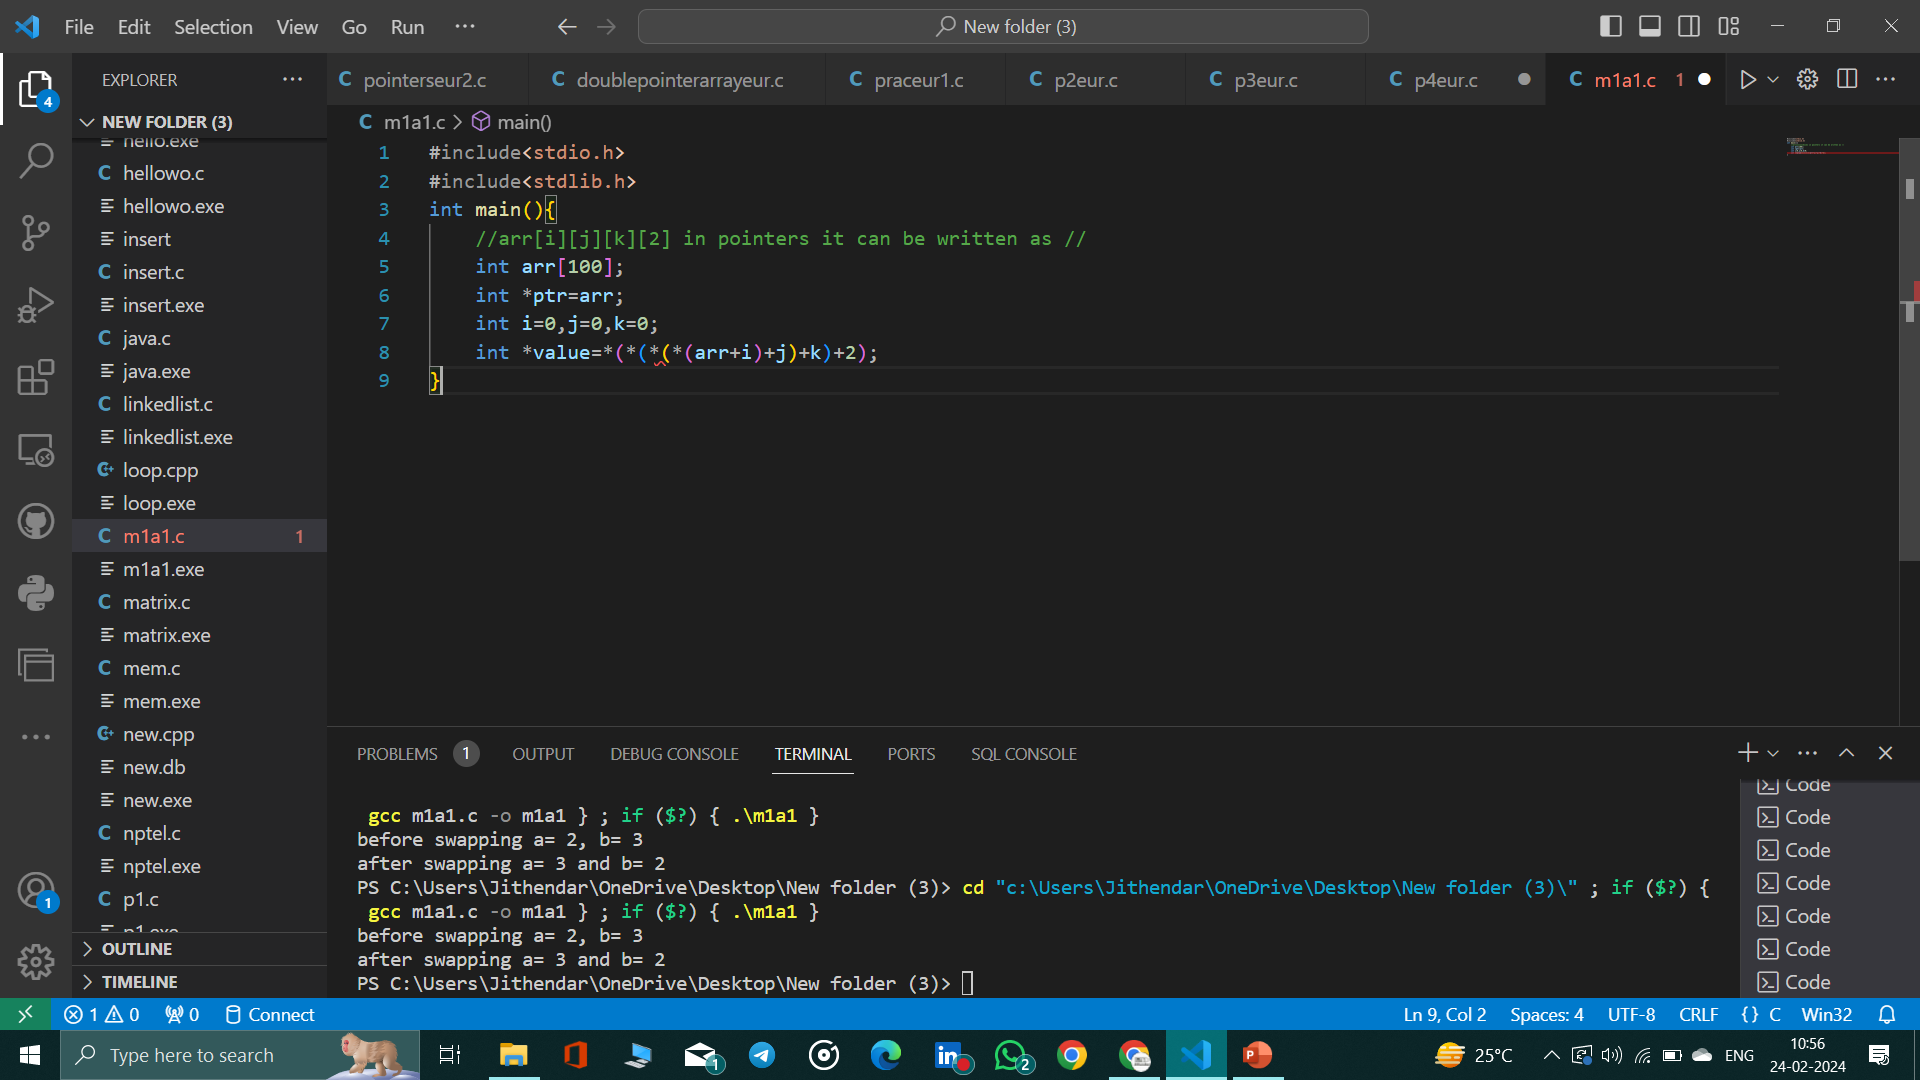 File Edit Selection View Go Run ··· New folder (3)
EXPLORER ···
pointerseur2.c doublepointerarrayeur.c praceur1.c p2eur.c p3eur.c p4eur.c m1a1.c 1
NEW FOLDER (3)
hello.exe
hellowo.c
hellowo.exe
insert
insert.c
insert.exe
java.c
java.exe
linkedlist.c
linkedlist.exe
loop.cpp
loop.exe
m1a1.c 1
m1a1.exe
matrix.c
matrix.exe
mem.c
mem.exe
new.cpp
new.db
new.exe
nptel.c
nptel.exe
p1.c
p1.exe
OUTLINE
TIMELINE
4
1
m1a1.c > main()
1 #include<stdio.h>
2 #include<stdlib.h>
3 int main(){
4 //arr[i][j][k][2] in pointers it can be written as //
5 int arr[100];
6 int *ptr=arr;
7 int i=0,j=0,k=0;
8 int *value=*(*(*(*(arr+i)+j)+k)+2);
9 }
PROBLEMS 1 OUTPUT DEBUG CONSOLE TERMINAL PORTS SQL CONSOLE
gcc m1a1.c -o m1a1 } ; if ($?) { .\m1a1 }
before swapping a= 2, b= 3
after swapping a= 3 and b= 2
PS C:\Users\Jithendar\OneDrive\Desktop\New folder (3)> cd "c:\Users\Jithendar\OneDrive\Desktop\New folder (3)\" ; if ($?) {
gcc m1a1.c -o m1a1 } ; if ($?) { .\m1a1 }
before swapping a= 2, b= 3
after swapping a= 3 and b= 2
PS C:\Users\Jithendar\OneDrive\Desktop\New folder (3)>
Code
Code
Code
Code
Code
Code
Code
1 0 0 Connect Ln 9, Col 2 Spaces: 4 UTF-8 CRLF {} C Win32
Type here to search 1 2 25°C ENG 10:56
24-02-2024